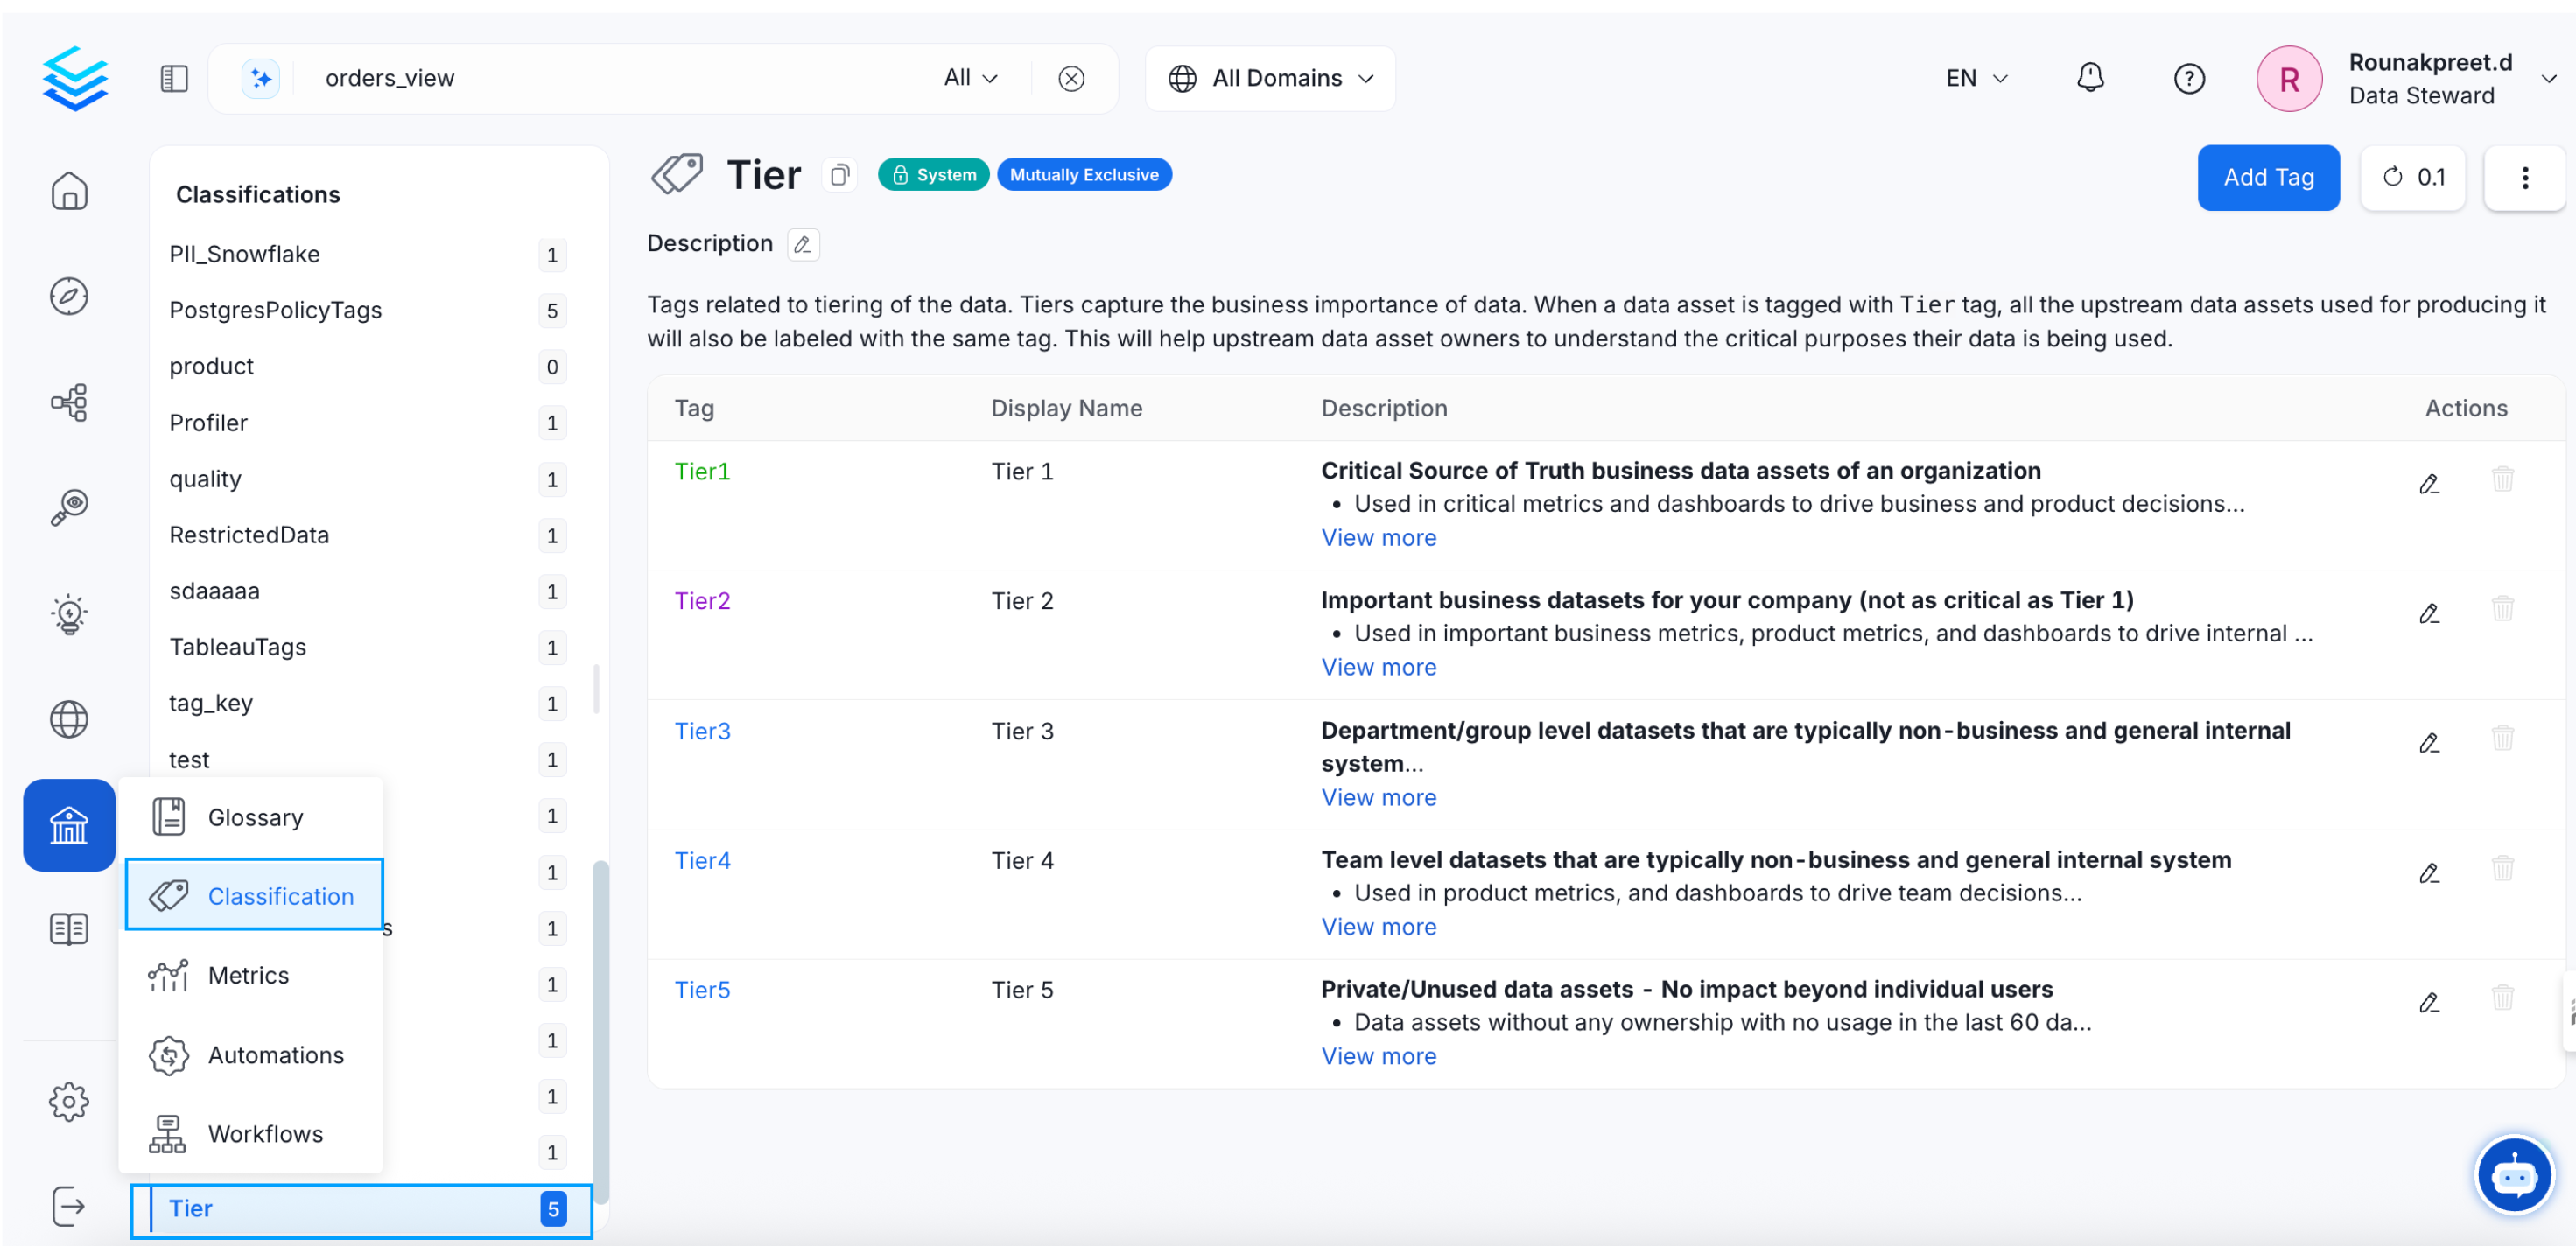 orders_view
All
All Domains
EN
R
Rounakpreet.d
Data Steward
Classifications
PII_Snowflake 1
PostgresPolicyTags 5
product 0
Profiler 1
quality 1
RestrictedData 1
sdaaaaa 1
TableauTags 1
tag_key 1
test 1
1
1
s 1
1
1
1
1
Tier 5
Glossary
Classification
Metrics
Automations
Workflows
Tier
System
Mutually Exclusive
Add Tag
0.1
Description
Tags related to tiering of the data. Tiers capture the business importance of data. When a data asset is tagged with Tier tag, all the upstream data assets used for producing it
will also be labeled with the same tag. This will help upstream data asset owners to understand the critical purposes their data is being used.
Tag Display Name Description Actions
Tier1 Tier 1 Critical Source of Truth business data assets of an organization
• Used in critical metrics and dashboards to drive business and product decisions...
View more
Tier2 Tier 2 Important business datasets for your company (not as critical as Tier 1)
• Used in important business metrics, product metrics, and dashboards to drive internal ...
View more
Tier3 Tier 3 Department/group level datasets that are typically non-business and general internal
system...
View more
Tier4 Tier 4 Team level datasets that are typically non-business and general internal system
• Used in product metrics, and dashboards to drive team decisions...
View more
Tier5 Tier 5 Private/Unused data assets - No impact beyond individual users
• Data assets without any ownership with no usage in the last 60 da...
View more